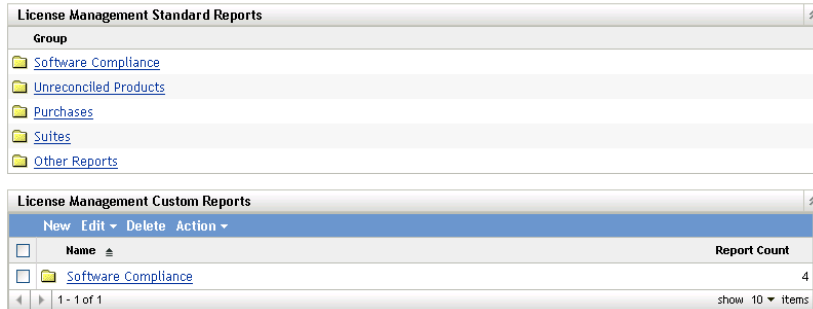 License Management Standard Reports
Group
Software Compliance
Unreconciled Products
Purchases
Suites
Other Reports
License Management Custom Reports
New Edit Delete Action
Name Report Count
Software Compliance 4
1 - 1 of 1 show 10 items